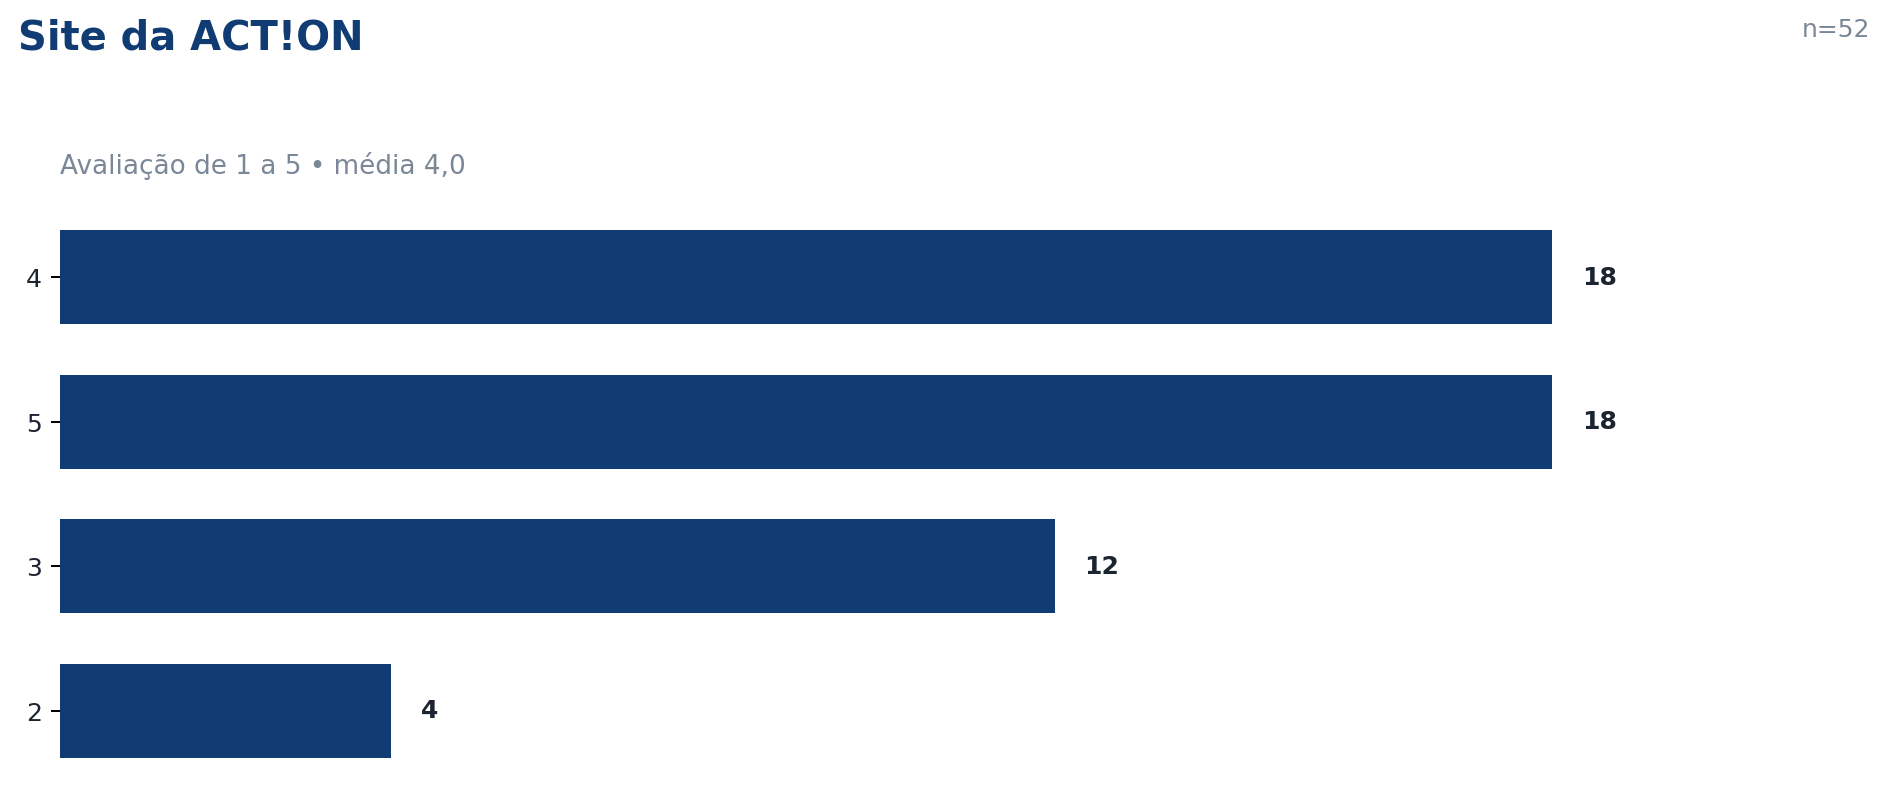 Site da ACT!ON
n=52
Avaliação de 1 a 5 • média 4,0
4 18
5 18
3 12
2 4